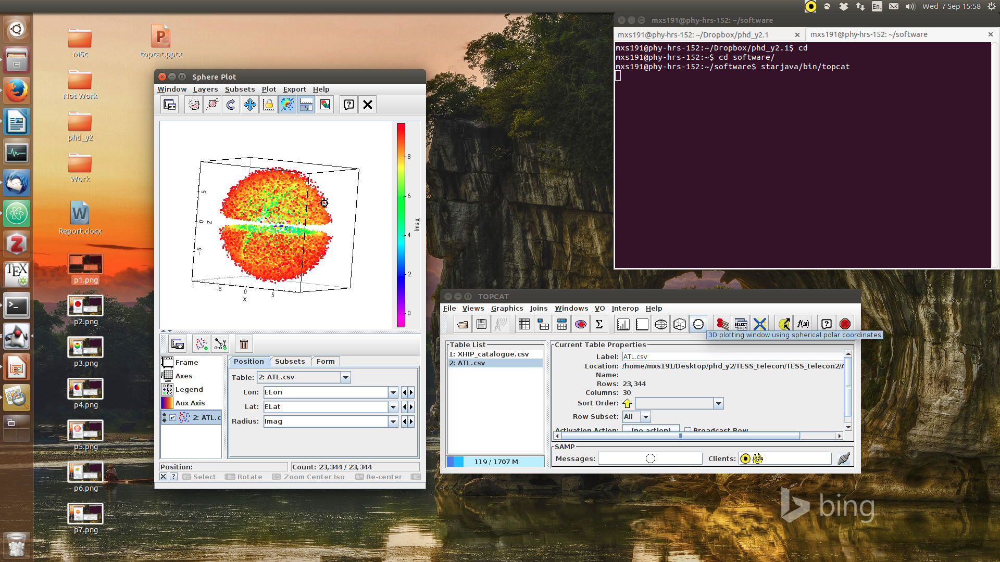 En1
Wed 7 Sep 15:58
MSc
topcat.pptx
Not Work
phd_y2
Work
Report.docx
p1.png
p2.png
p3.png
p4.png
p5.png
p6.png
p7.png
TEX
Sphere Plot
Window Layers Subsets Plot Export Help
8
6
4
2
0
Imag
5
0
−5
Z
−5
0
5
X
Frame
Axes
Legend
Aux Axis
2: ATL.c
Position Subsets Form
Table: 2: ATL.csv
Lon: ELon
Lat: ELat
Radius: Imag
Position:
Count: 23,344 / 23,344
Select Rotate Zoom Center Iso Re-center
mxs191@phy-hrs-152: ~/software
mxs191@phy-hrs-152: ~/Dropbox/phd_y2.1
mxs191@phy-hrs-152: ~/software
mxs191@phy-hrs-152:~/Dropbox/phd_y2.1$ cd
mxs191@phy-hrs-152:~$ cd software/
mxs191@phy-hrs-152:~/software$ starjava/bin/topcat
TOPCAT
File Views Graphics Joins Windows VO Interop Help
SELECT
FROM
f(x)
3D plotting window using spherical polar coordinates
Table List
1: XHIP_catalogue.csv
2: ATL.csv
119 / 1707 M
Current Table Properties
Label: ATL.csv
Location: /home/mxs191/Desktop/phd_y2/TESS_telecon/TESS_telecon2/A
Name:
Rows: 23,344
Columns: 30
Sort Order:
Row Subset: All
Activation Action: (no action) Broadcast Row
SAMP
Messages:
Clients:
bing